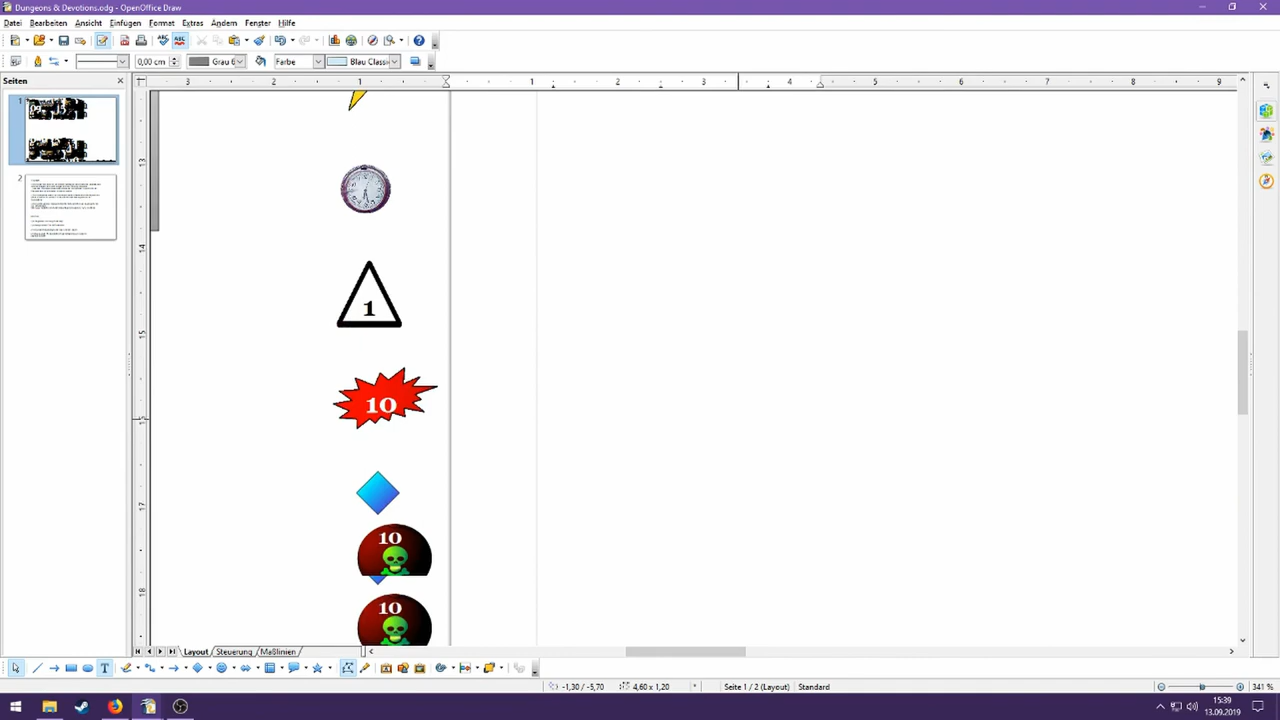 Dungeons & Devotions.odg - OpenOffice Draw
Datei Bearbeiten Ansicht Einfügen Format Extras Ändern Fenster Hilfe
0,00 cm Grau 6 Farbe Blau Classic
Seiten
3 2 1 1 2 3 4 5 6 7 8 9
1
2
13
14
15
17
18
1
10
10
10
Layout Steuerung Maßlinien
-1,30 / -5,70 4,60 x 1,20 * Seite 1 / 2 (Layout) Standard 341 %
15:39
13.09.2019